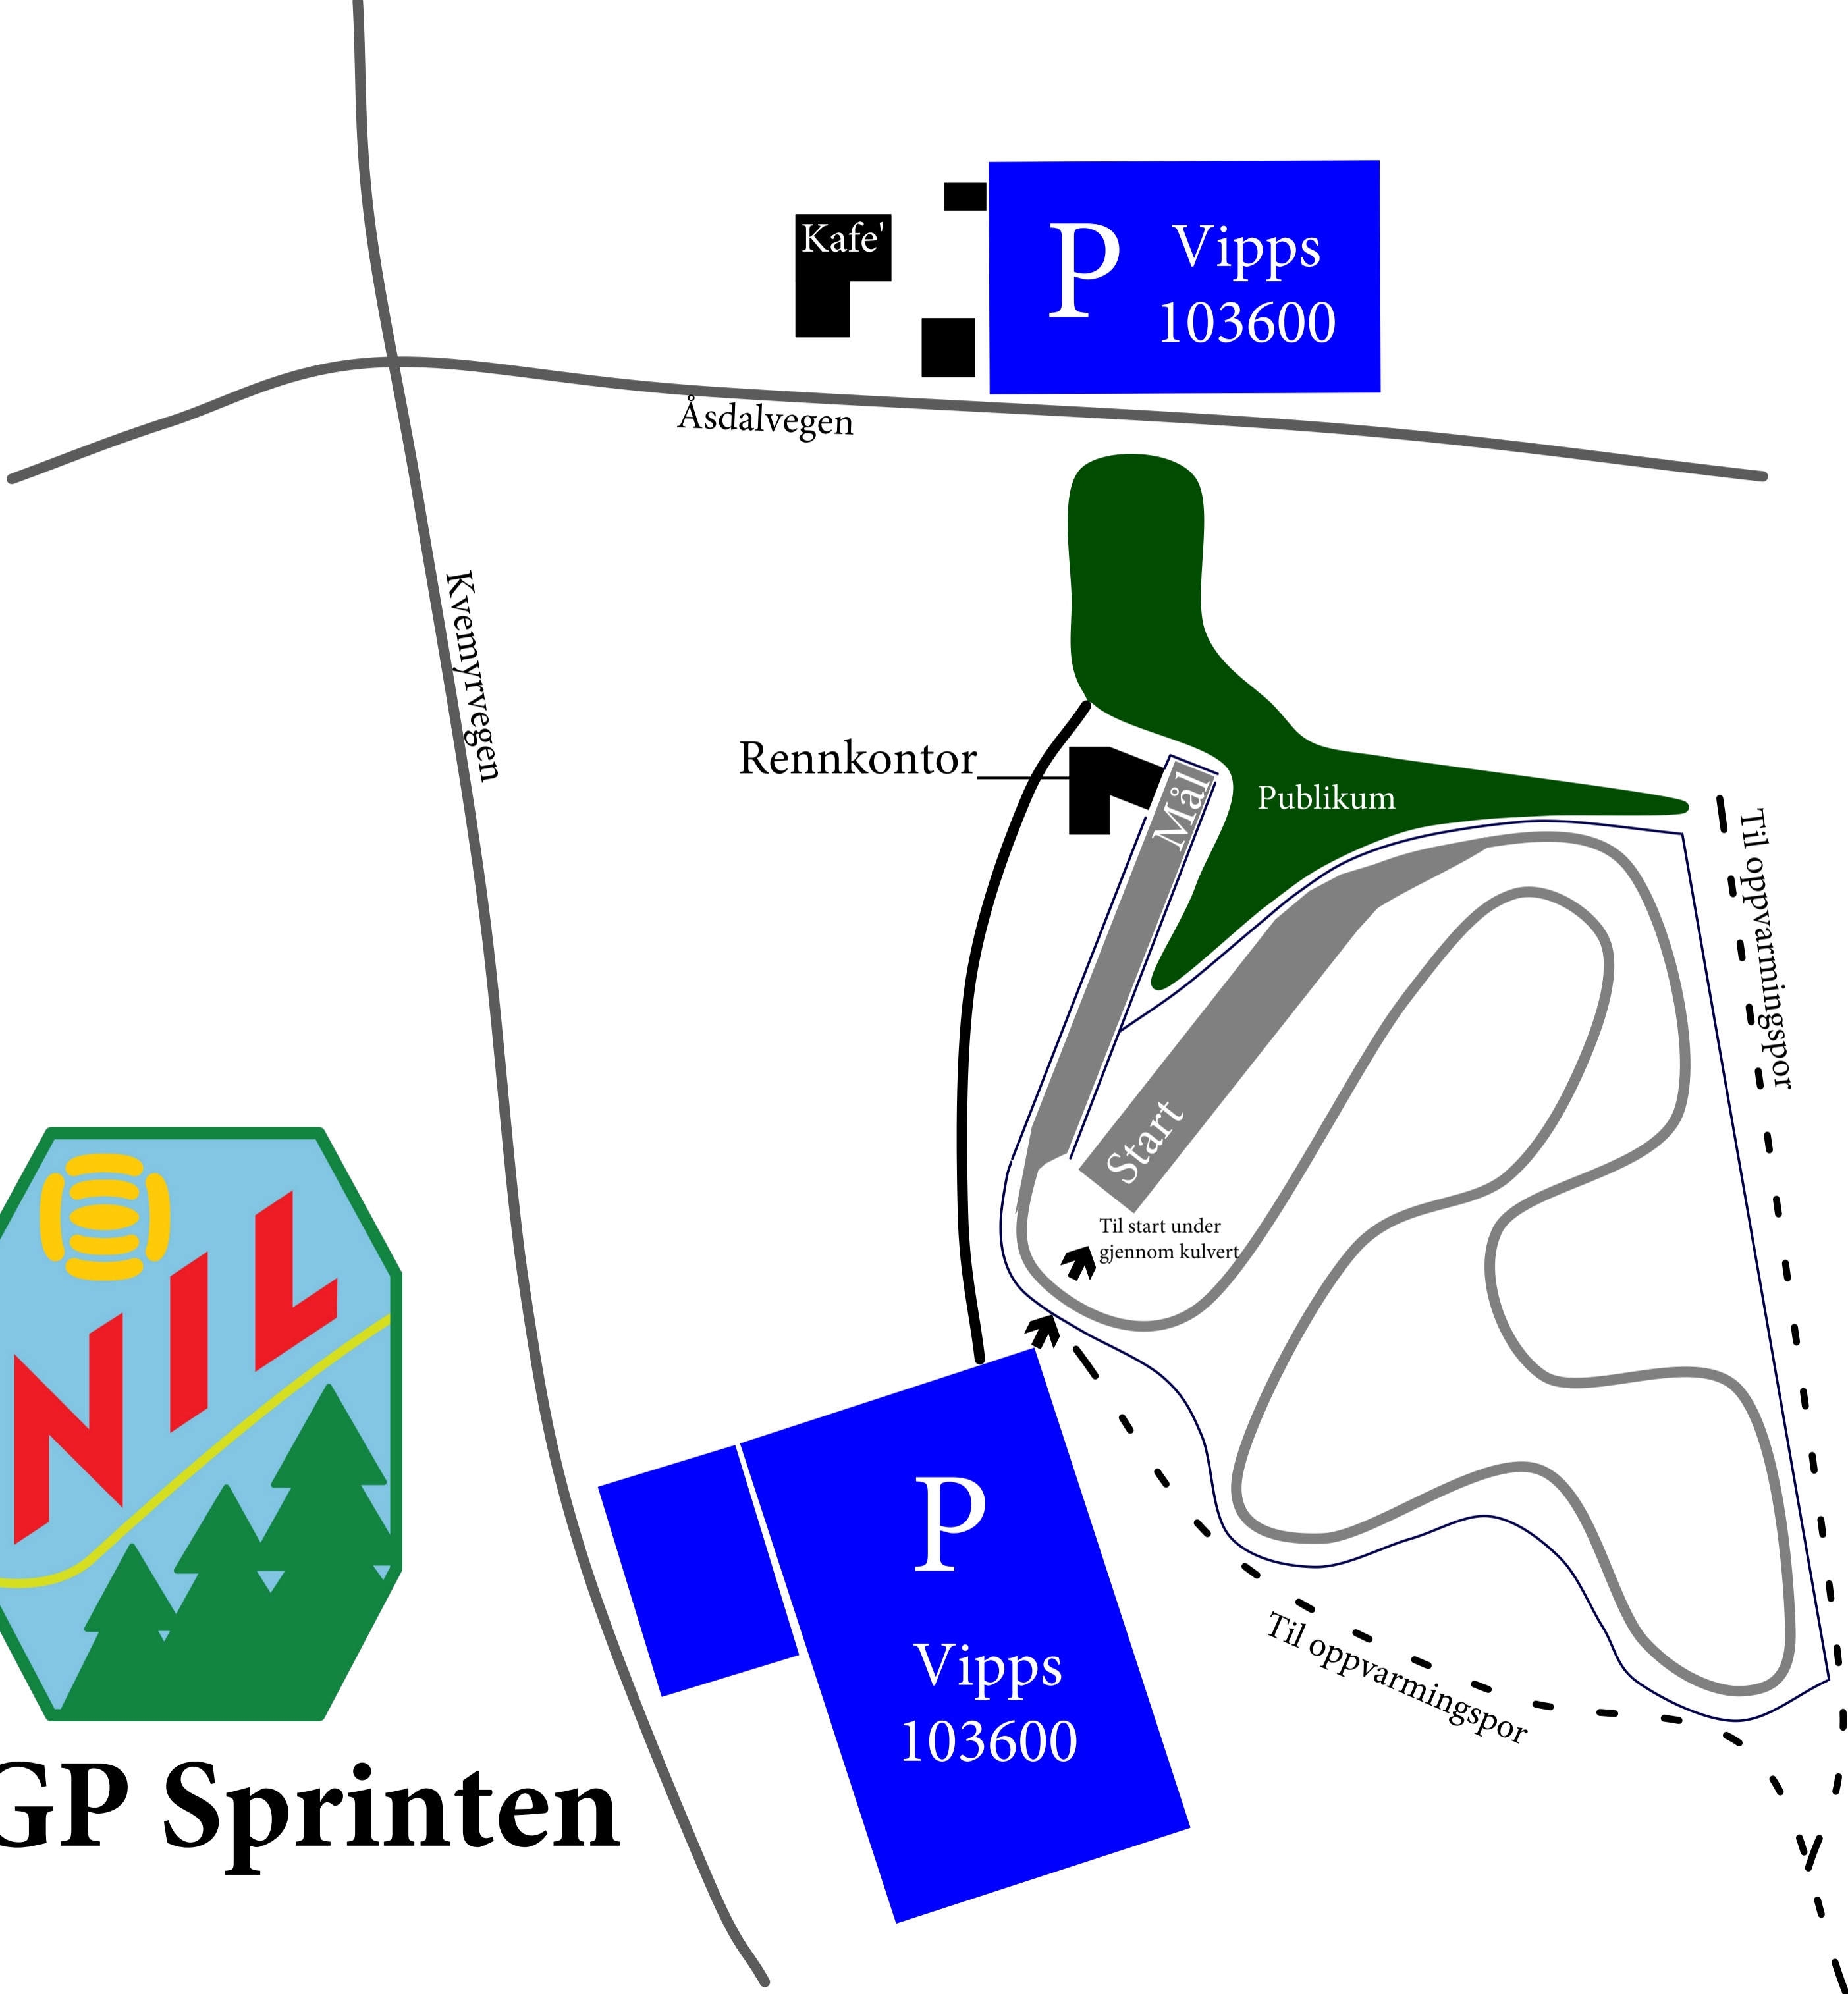 Kafe'
P
Vipps
103600
Åsdalvegen
Kvemyrvegen
Rennkontor
Mål
Publikum
Til oppvarmingspor
Start
Til start under
gjennom kulvert
NIL
P
Vipps
103600
Til oppvarmingspor
GP Sprinten